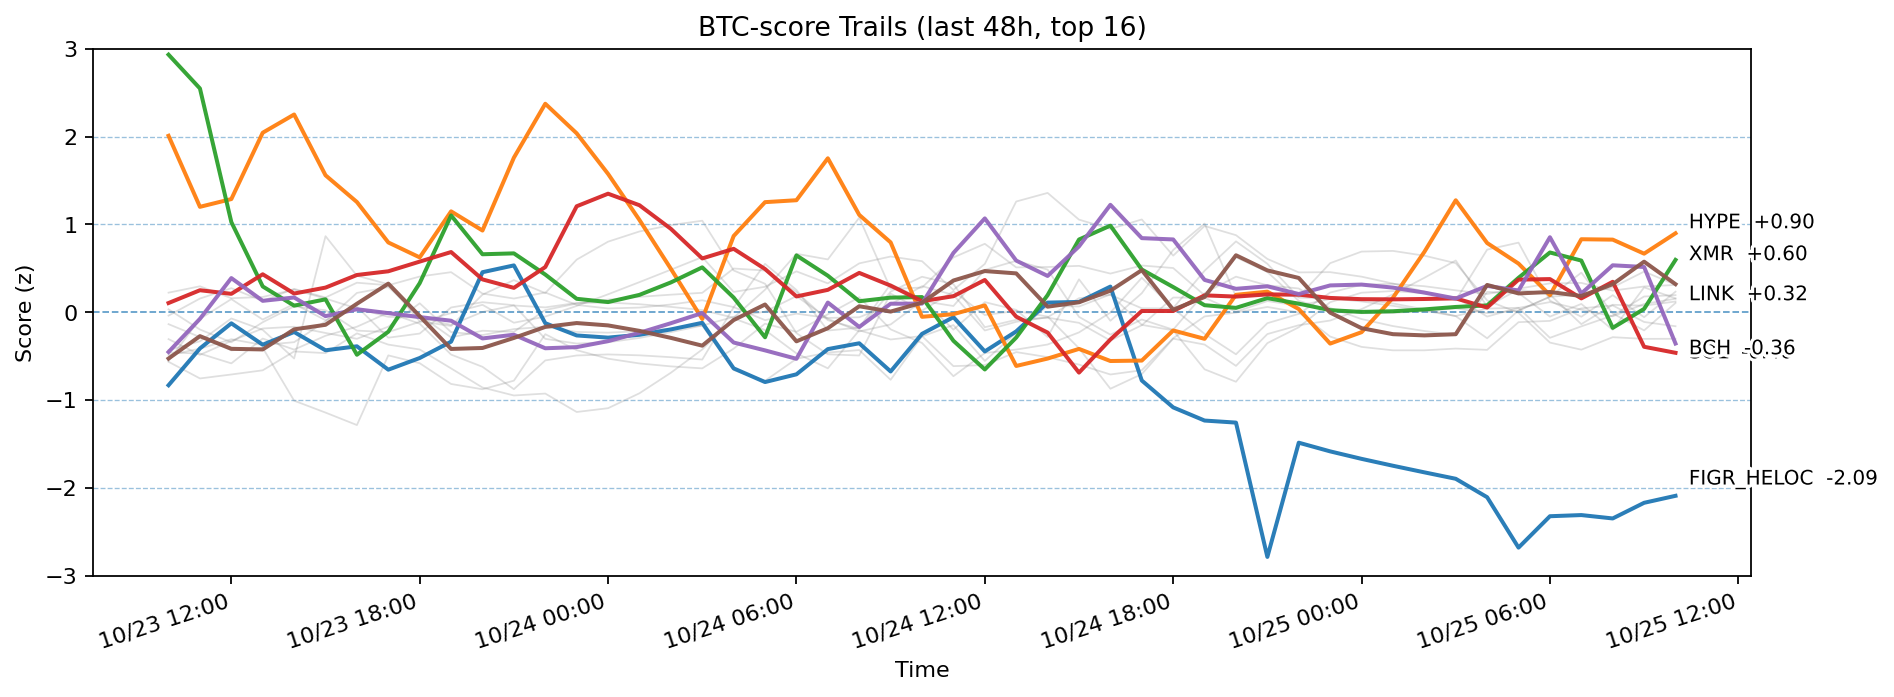 BTC-score Trails (last 48h, top 16)
Score (z)
3
2
1
0
−1
−2
−3
HYPE +0.90
XMR +0.60
LINK +0.32
BCH -0.36
FIGR_HELOC -2.09
10/23 12:00
10/23 18:00
10/24 00:00
10/24 06:00
10/24 12:00
10/24 18:00
10/25 00:00
10/25 06:00
10/25 12:00
Time